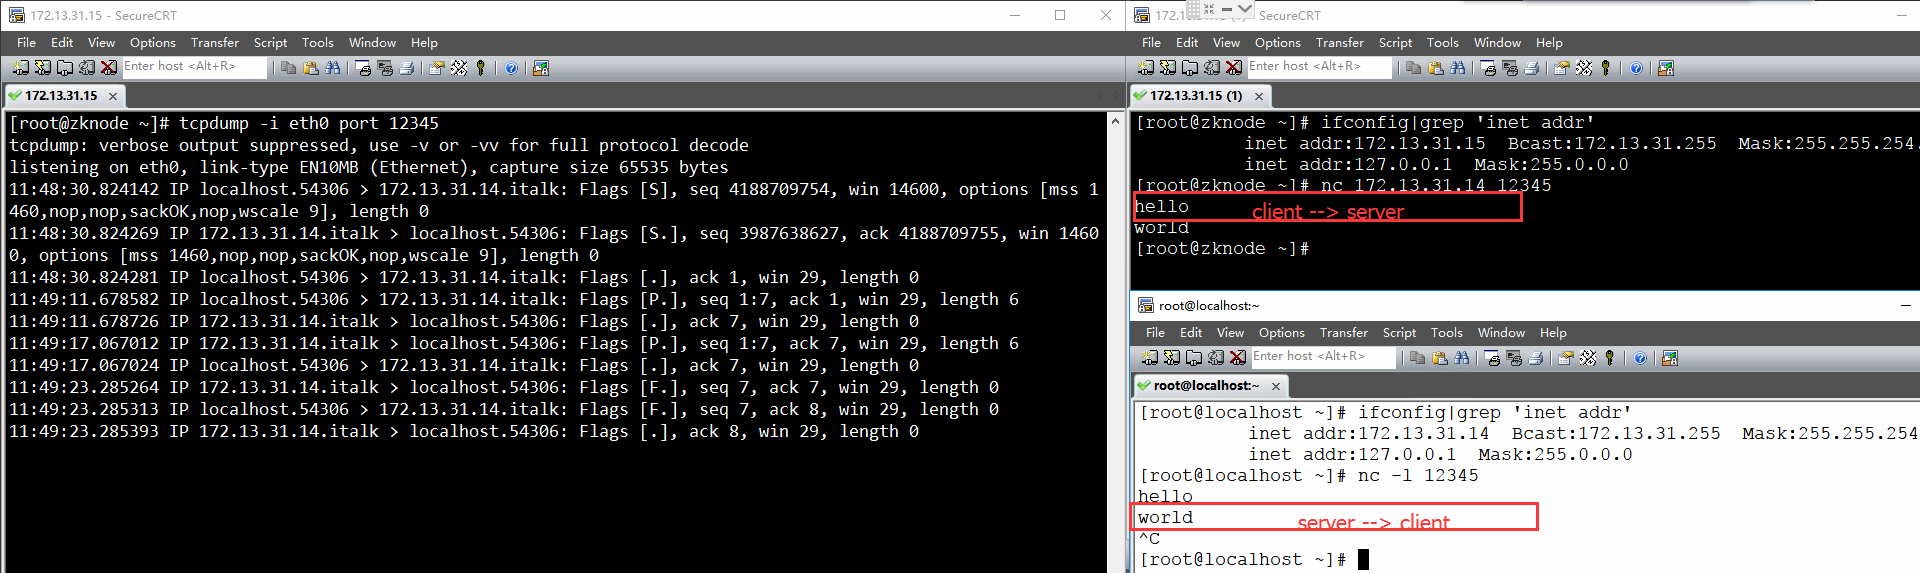 172.13.31.15 - SecureCRT
File Edit View Options Transfer Script Tools Window Help
Enter host <Alt+R>
172.13.31.15
[root@zknode ~]# tcpdump -i eth0 port 12345
tcpdump: verbose output suppressed, use -v or -vv for full protocol decode
listening on eth0, link-type EN10MB (Ethernet), capture size 65535 bytes
11:48:30.824142 IP localhost.54306 > 172.13.31.14.italk: Flags [S], seq 4188709754, win 14600, options [mss 1
460,nop,nop,sackOK,nop,wscale 9], length 0
11:48:30.824269 IP 172.13.31.14.italk > localhost.54306: Flags [S.], seq 3987638627, ack 4188709755, win 1460
0, options [mss 1460,nop,nop,sackOK,nop,wscale 9], length 0
11:48:30.824281 IP localhost.54306 > 172.13.31.14.italk: Flags [.], ack 1, win 29, length 0
11:49:11.678582 IP localhost.54306 > 172.13.31.14.italk: Flags [P.], seq 1:7, ack 1, win 29, length 6
11:49:11.678726 IP 172.13.31.14.italk > localhost.54306: Flags [.], ack 7, win 29, length 0
11:49:17.067012 IP 172.13.31.14.italk > localhost.54306: Flags [P.], seq 1:7, ack 7, win 29, length 6
11:49:17.067024 IP localhost.54306 > 172.13.31.14.italk: Flags [.], ack 7, win 29, length 0
11:49:23.285264 IP 172.13.31.14.italk > localhost.54306: Flags [F.], seq 7, ack 7, win 29, length 0
11:49:23.285313 IP localhost.54306 > 172.13.31.14.italk: Flags [F.], seq 7, ack 8, win 29, length 0
11:49:23.285393 IP 172.13.31.14.italk > localhost.54306: Flags [.], ack 8, win 29, length 0
SecureCRT
File Edit View Options Transfer Script Tools Window Help
Enter host <Alt+R>
172.13.31.15 (1)
[root@zknode ~]# ifconfig|grep 'inet addr'
inet addr:172.13.31.15 Bcast:172.13.31.255 Mask:255.255.254.
inet addr:127.0.0.1 Mask:255.0.0.0
[root@zknode ~]# nc 172.13.31.14 12345
hello client --> server
world
[root@zknode ~]#
root@localhost:~
File Edit View Options Transfer Script Tools Window Help
Enter host <Alt+R>
root@localhost:~
[root@localhost ~]# ifconfig|grep 'inet addr'
inet addr:172.13.31.14 Bcast:172.13.31.255 Mask:255.255.254
inet addr:127.0.0.1 Mask:255.0.0.0
[root@localhost ~]# nc -l 12345
hello
world server --> client
^C
[root@localhost ~]#